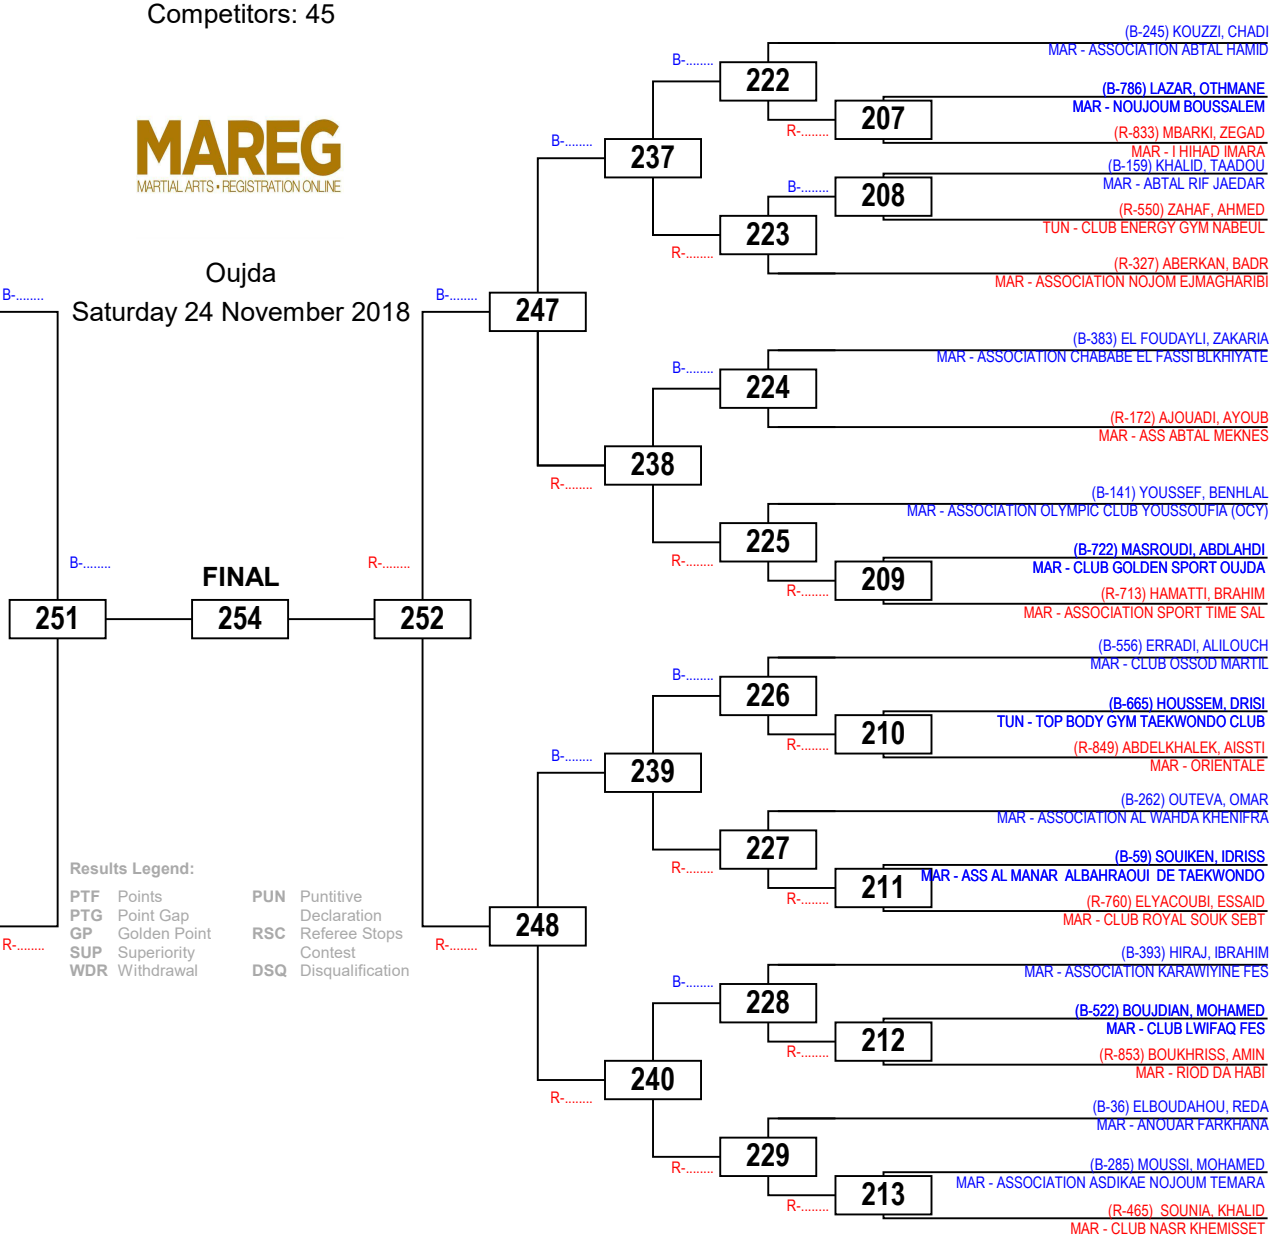 Competitors: 45
MAREG
MARTIAL ARTS • REGISTRATION ONLINE
Oujda
Saturday 24 November 2018
B-........
R-........
B-........
251
FINAL
254
R-........
252
B-........
R-........
247
248
B-........
237
R-........
238
B-........
239
R-........
240
B-........
222
R-........
223
B-........
224
R-........
225
B-........
226
R-........
227
B-........
228
R-........
229
R-........
207
B-........
208
R-........
209
R-........
210
R-........
211
R-........
212
R-........
213
(B-245) KOUZZI, CHADI
MAR - ASSOCIATION ABTAL HAMID
(B-786) LAZAR, OTHMANE
MAR - NOUJOUM BOUSSALEM
(R-833) MBARKI, ZEGAD
MAR - I HIHAD IMARA
(B-159) KHALID, TAADOU
MAR - ABTAL RIF JAEDAR
(R-550) ZAHAF, AHMED
TUN - CLUB ENERGY GYM NABEUL
(R-327) ABERKAN, BADR
MAR - ASSOCIATION NOJOM EJMAGHARIBI
(B-383) EL FOUDAYLI, ZAKARIA
MAR - ASSOCIATION CHABABE EL FASSI BLKHIYATE
(R-172) AJOUADI, AYOUB
MAR - ASS ABTAL MEKNES
(B-141) YOUSSEF, BENHLAL
MAR - ASSOCIATION OLYMPIC CLUB YOUSSOUFIA (OCY)
(B-722) MASROUDI, ABDLAHDI
MAR - CLUB GOLDEN SPORT OUJDA
(R-713) HAMATTI, BRAHIM
MAR - ASSOCIATION SPORT TIME SAL
(B-556) ERRADI, ALILOUCH
MAR - CLUB OSSOD MARTIL
(B-665) HOUSSEM, DRISI
TUN - TOP BODY GYM TAEKWONDO CLUB
(R-849) ABDELKHALEK, AISSTI
MAR - ORIENTALE
(B-262) OUTEVA, OMAR
MAR - ASSOCIATION AL WAHDA KHENIFRA
(B-59) SOUIKEN, IDRISS
MAR - ASS AL MANAR ALBAHRAOUI DE TAEKWONDO
(R-760) ELYACOUBI, ESSAID
MAR - CLUB ROYAL SOUK SEBT
(B-393) HIRAJ, IBRAHIM
MAR - ASSOCIATION KARAWIYINE FES
(B-522) BOUJDIAN, MOHAMED
MAR - CLUB LWIFAQ FES
(R-853) BOUKHRISS, AMIN
MAR - RIOD DA HABI
(B-36) ELBOUDAHOU, REDA
MAR - ANOUAR FARKHANA
(B-285) MOUSSI, MOHAMED
MAR - ASSOCIATION ASDIKAE NOJOUM TEMARA
(R-465) SOUNIA, KHALID
MAR - CLUB NASR KHEMISSET
Results Legend:
PTF Points
PTG Point Gap
GP Golden Point
SUP Superiority
WDR Withdrawal
PUN Puntitive
Declaration
RSC Referee Stops
Contest
DSQ Disqualification